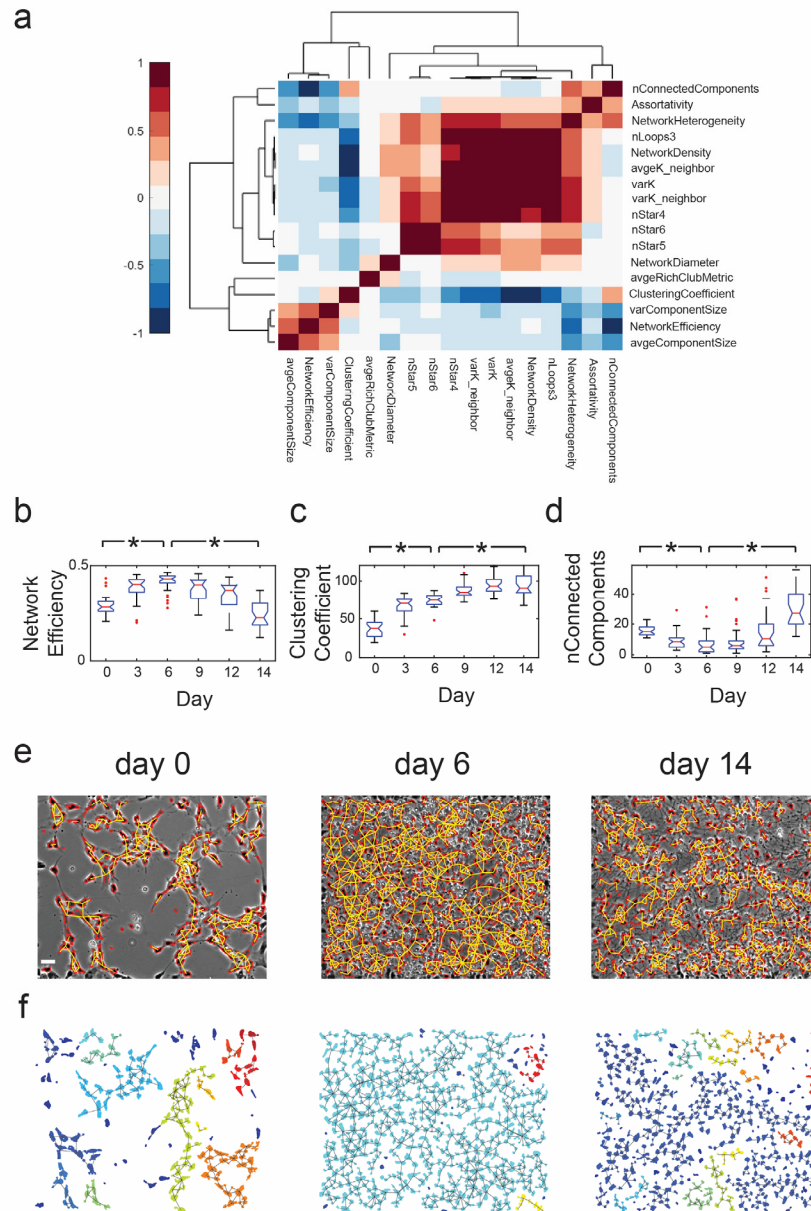 a
1
0.5
0
-0.5
-1
nConnectedComponents
Assortativity
NetworkHeterogeneity
nLoops3
NetworkDensity
avgeK_neighbor
varK
varK_neighbor
nStar4
nStar6
nStar5
NetworkDiameter
avgeRichClubMetric
ClusteringCoefficient
varComponentSize
NetworkEfficiency
avgeComponentSize
avgeComponentSize
NetworkEfficiency
varComponentSize
ClusteringCoefficient
avgeRichClubMetric
NetworkDiameter
nStar5
nStar6
nStar4
varK_neighbor
varK
avgeK_neighbor
NetworkDensity
nLoops3
NetworkHeterogeneity
Assortativity
nConnectedComponents
b
* *
Network
Efficiency
0.5
0
0 3 6 9 12 14
Day
c
* *
Clustering
Coefficient
100
50
0
0 3 6 9 12 14
Day
d
* *
nConnected
Components
40
20
0
0 3 6 9 12 14
Day
e
day 0 day 6 day 14
f